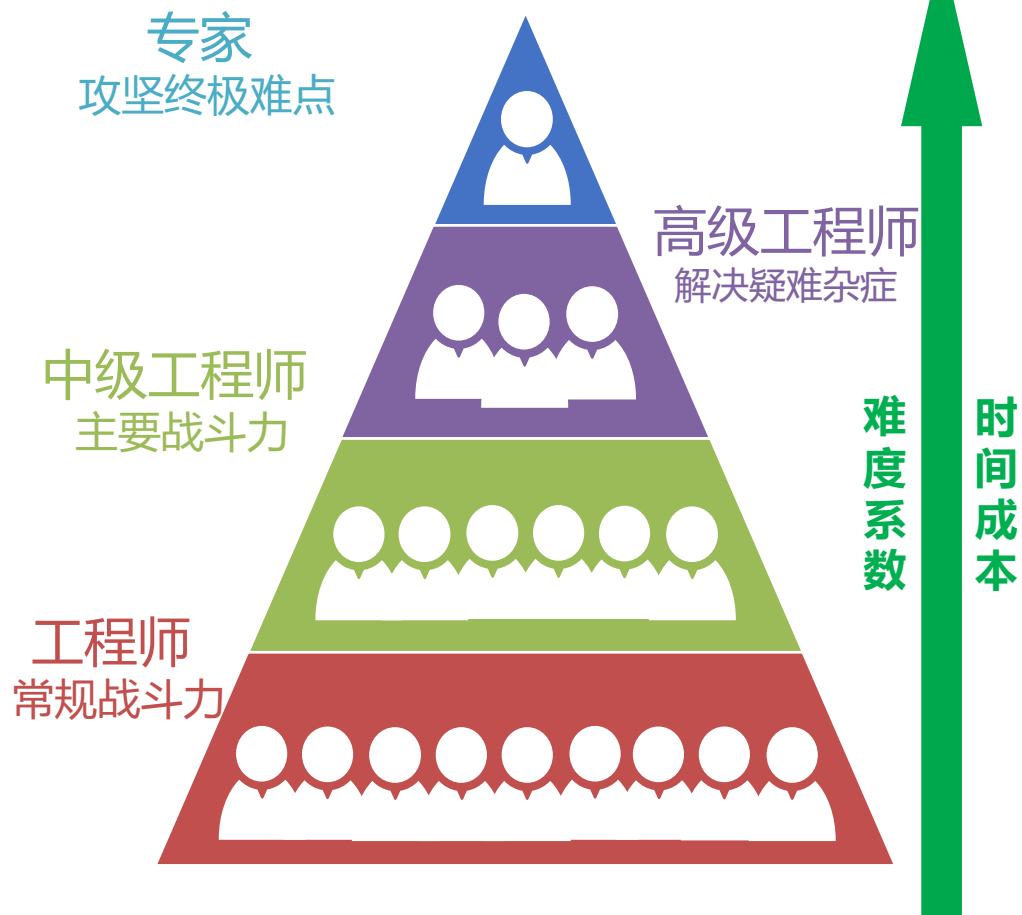 专家
攻坚终极难点
高级工程师
解决疑难杂症
中级工程师
主要战斗力
难度系数
时间成本
工程师
常规战斗力